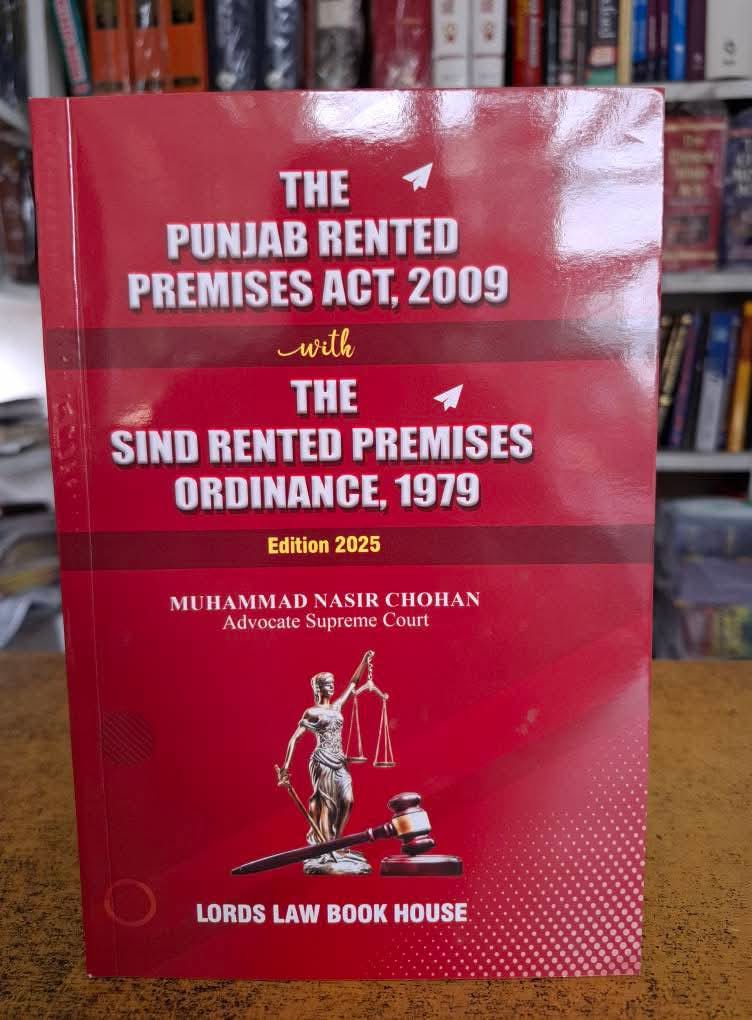 THE
PUNJAB RENTED
PREMISES ACT, 2009
with
THE
SIND RENTED PREMISES
ORDINANCE, 1979
Edition 2025
MUHAMMAD NASIR CHOHAN
Advocate Supreme Court
LORDS LAW BOOK HOUSE